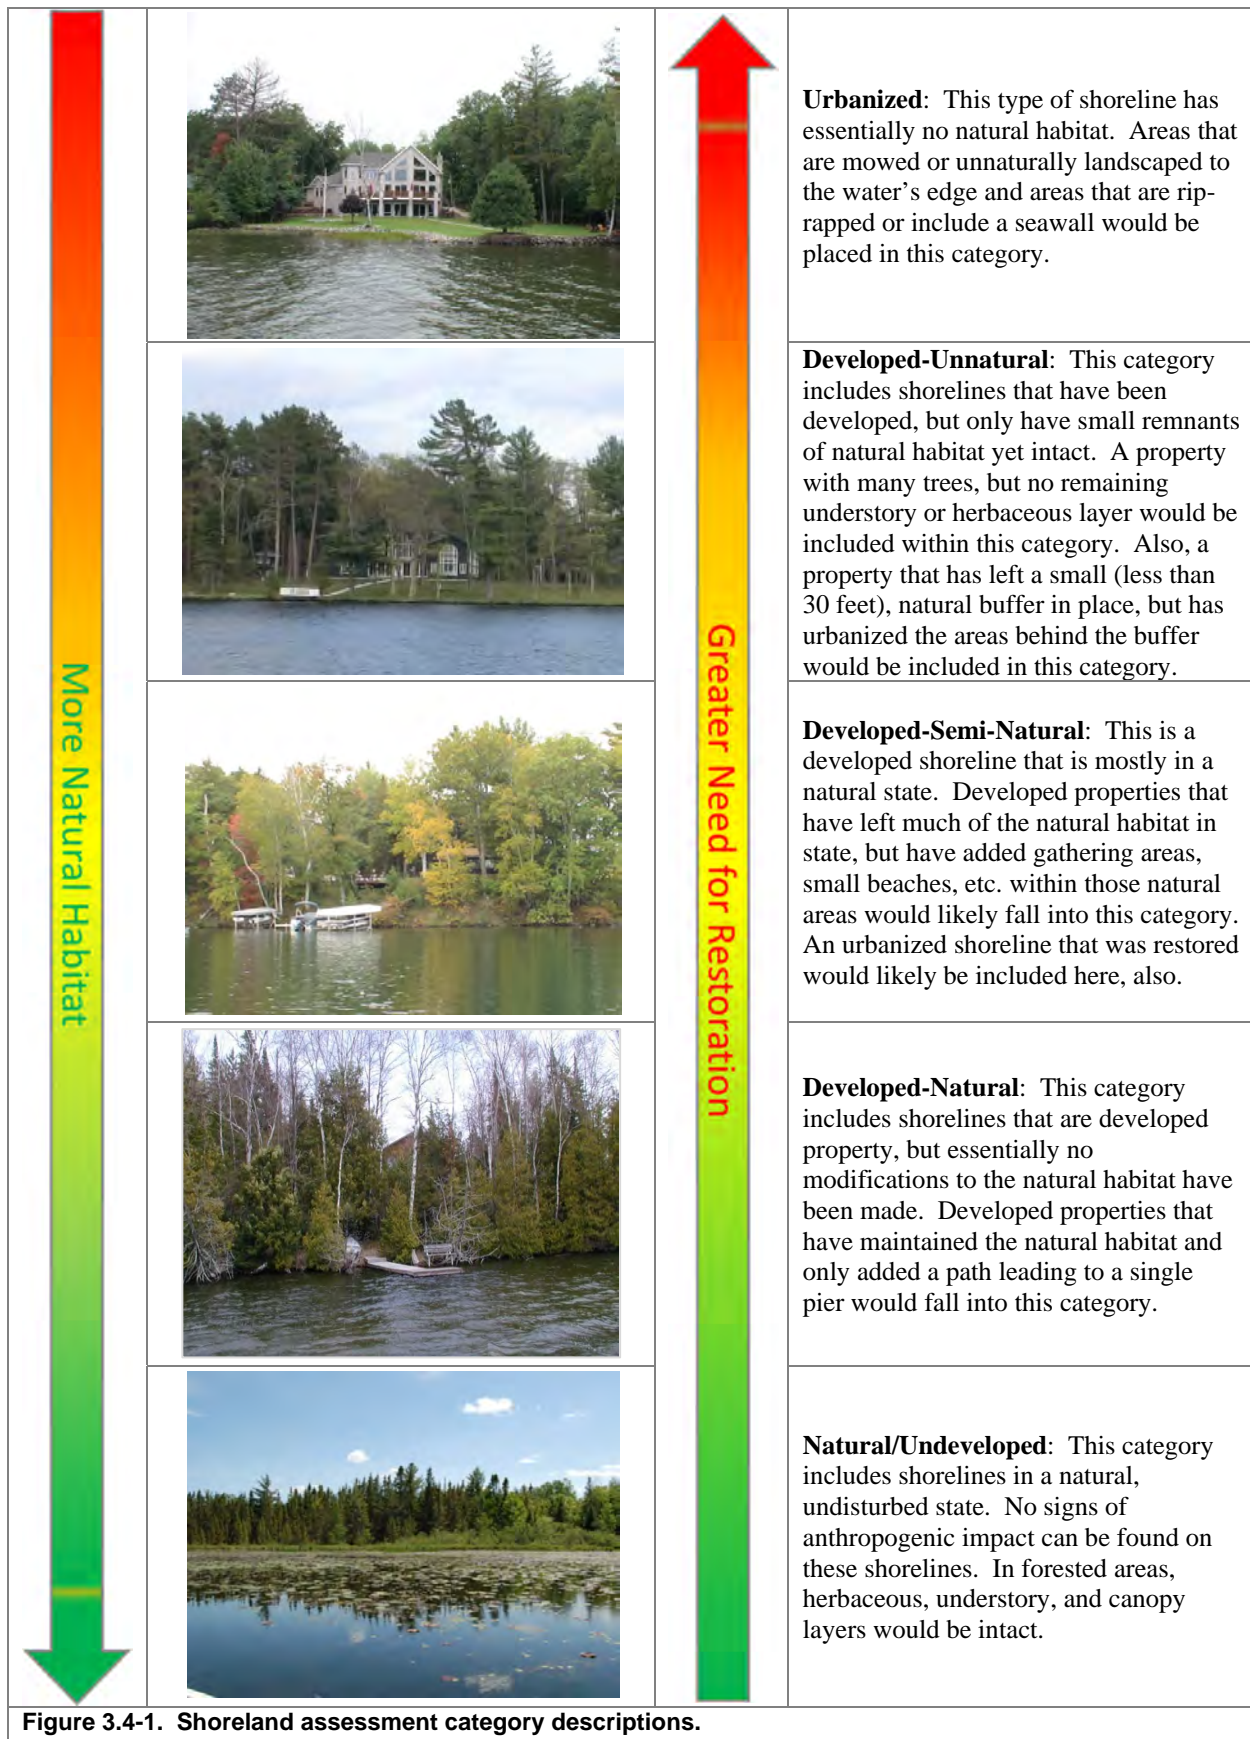 More Natural Habitat
Greater Need for Restoration
Urbanized: This type of shoreline has
essentially no natural habitat. Areas that
are mowed or unnaturally landscaped to
the water's edge and areas that are rip-
rapped or include a seawall would be
placed in this category.
Developed-Unnatural: This category
includes shorelines that have been
developed, but only have small remnants
of natural habitat yet intact. A property
with many trees, but no remaining
understory or herbaceous layer would be
included within this category. Also, a
property that has left a small (less than
30 feet), natural buffer in place, but has
urbanized the areas behind the buffer
would be included in this category.
Developed-Semi-Natural: This is a
developed shoreline that is mostly in a
natural state. Developed properties that
have left much of the natural habitat in
state, but have added gathering areas,
small beaches, etc. within those natural
areas would likely fall into this category.
An urbanized shoreline that was restored
would likely be included here, also.
Developed-Natural: This category
includes shorelines that are developed
property, but essentially no
modifications to the natural habitat have
been made. Developed properties that
have maintained the natural habitat and
only added a path leading to a single
pier would fall into this category.
Natural/Undeveloped: This category
includes shorelines in a natural,
undisturbed state. No signs of
anthropogenic impact can be found on
these shorelines. In forested areas,
herbaceous, understory, and canopy
layers would be intact.
Figure 3.4-1. Shoreland assessment category descriptions.